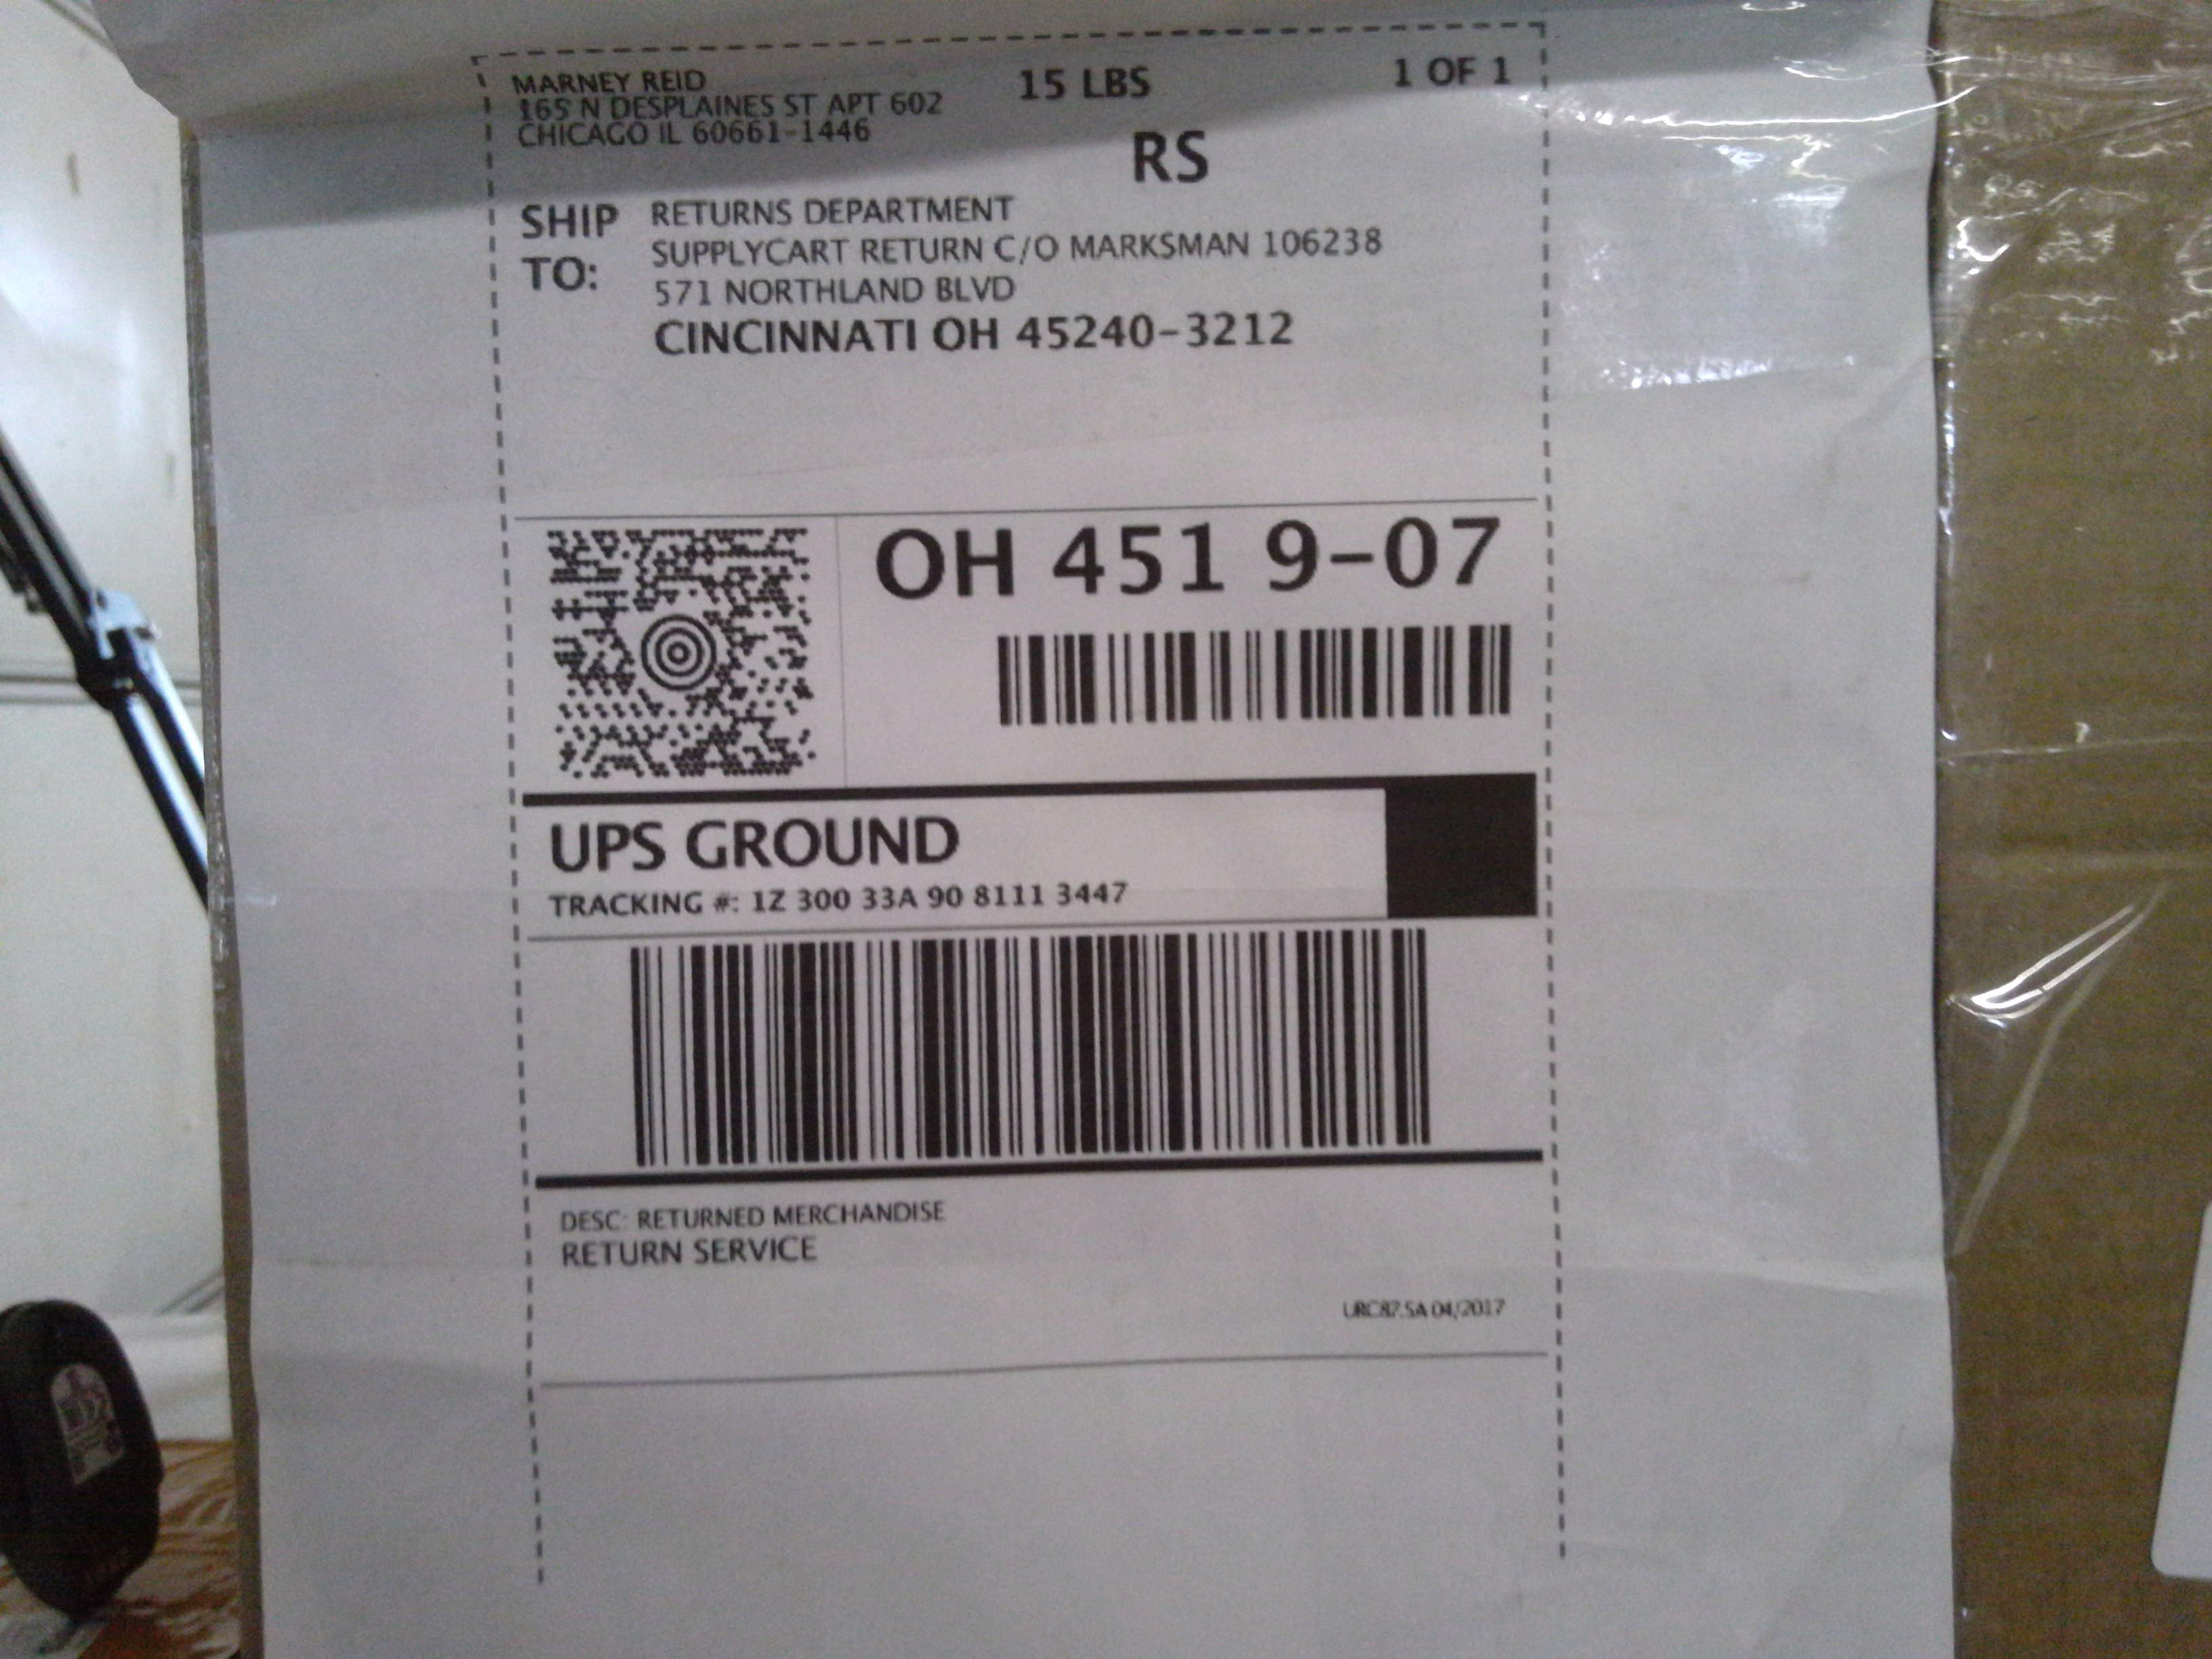 MARNEY REID
165 N DESPLAINES ST APT 602
CHICAGO IL 60661-1446
15 LBS
1 OF 1
RS
SHIP TO:
RETURNS DEPARTMENT
SUPPLYCART RETURN C/O MARKSMAN 106238
571 NORTHLAND BLVD
CINCINNATI OH 45240-3212
OH 451 9-07
UPS GROUND
TRACKING #: 1Z 300 33A 90 8111 3447
DESC: RETURNED MERCHANDISE
RETURN SERVICE
04/2017